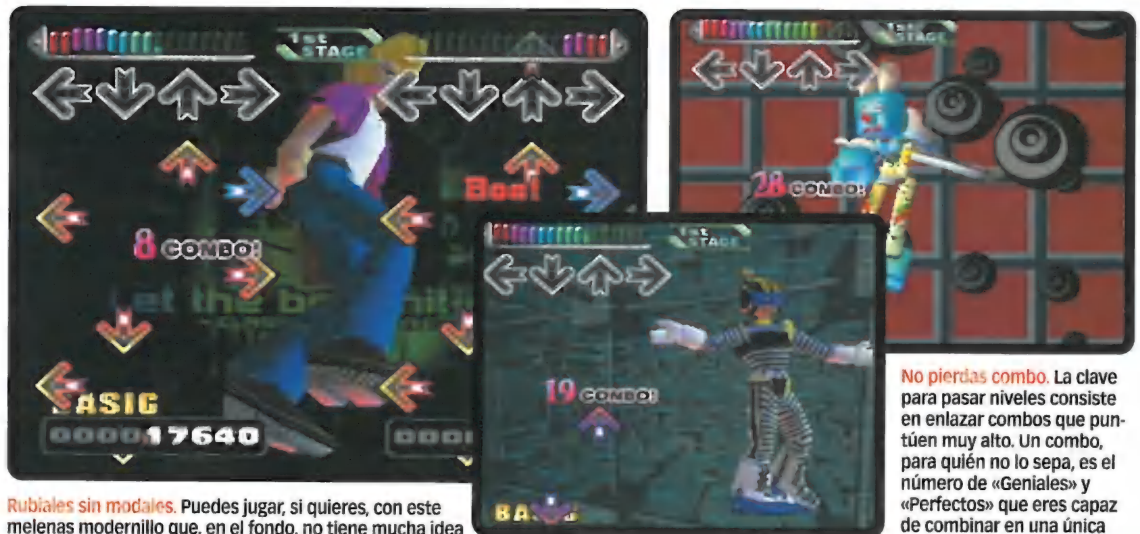 1st
STAGE
Boo!
8 COMBO!
BASIC
000017640
1st
STAGE
28 COMBO!
1st
STAGE
19 COMBO!
Rubiales sin modales. Puedes jugar, si quieres, con este
melenas modernillo que, en el fondo, no tiene mucha idea
No pierdas combo. La clave
para pasar niveles consiste
en enlazar combos que pun-
túen muy alto. Un combo,
para quién no lo sepa, es el
número de «Geniales» y
«Perfectos» que eres capaz
de combinar en una única